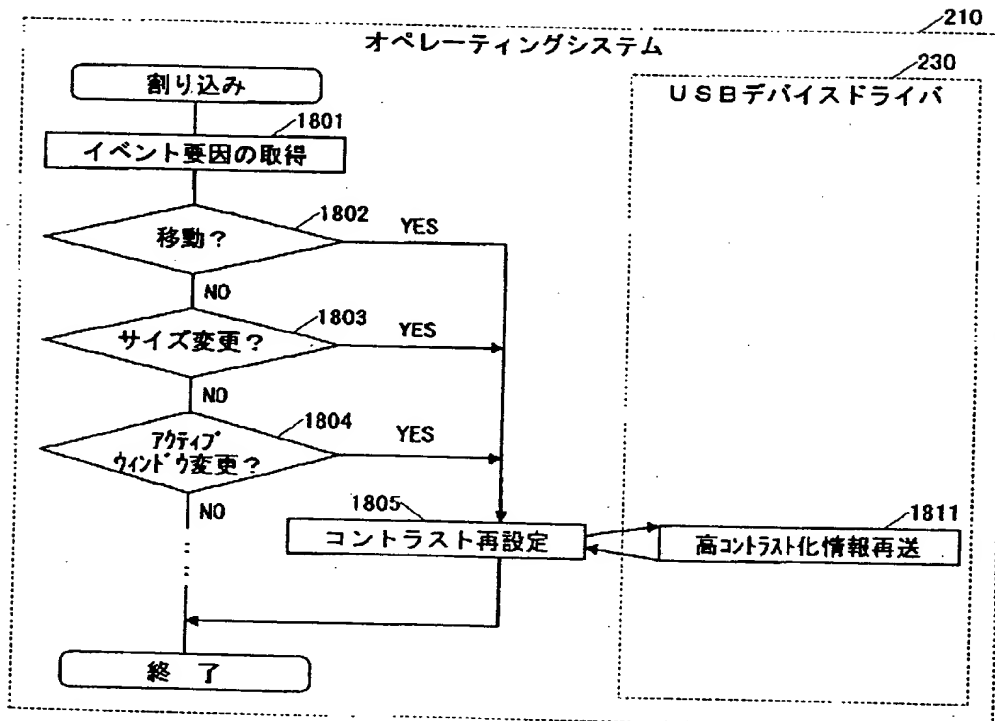 210
オペレーティングシステム
230
USBデバイスドライバ
割り込み
1801
イベント要因の取得
1802
移動?
YES
NO
1803
サイズ変更?
YES
NO
1804
アクティブ
ウィンドウ変更?
YES
NO
1805
コントラスト再設定
1811
高コントラスト化情報再送
終了